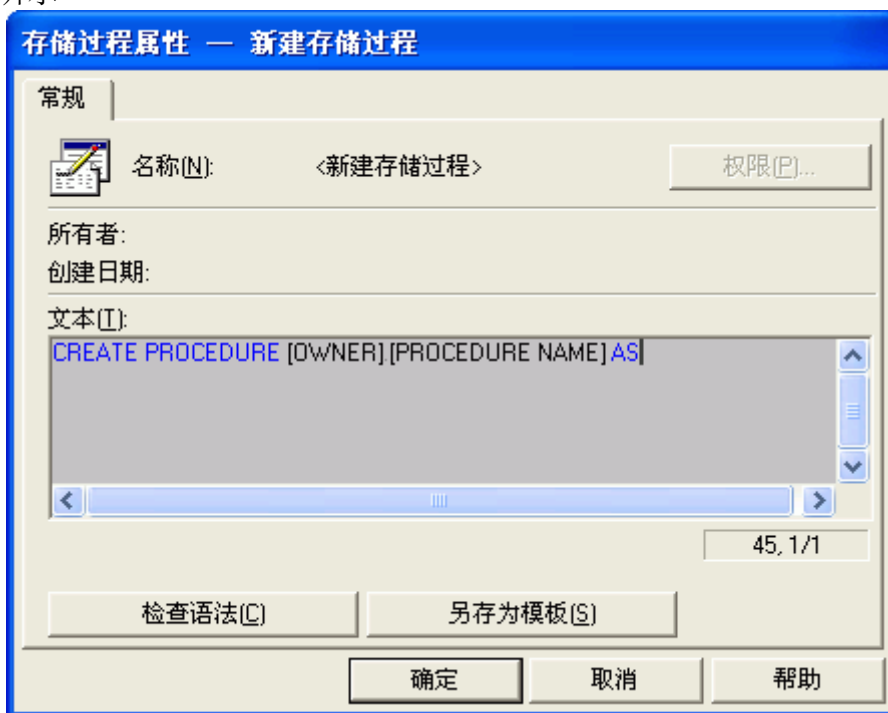 存储过程属性 — 新建存储过程
常规
名称(N): <新建存储过程> 权限(P)...
所有者:
创建日期:
文本(T):
CREATE PROCEDURE [OWNER].[PROCEDURE NAME] AS
45, 1/1
检查语法(C) 另存为模板(S)
确定 取消 帮助